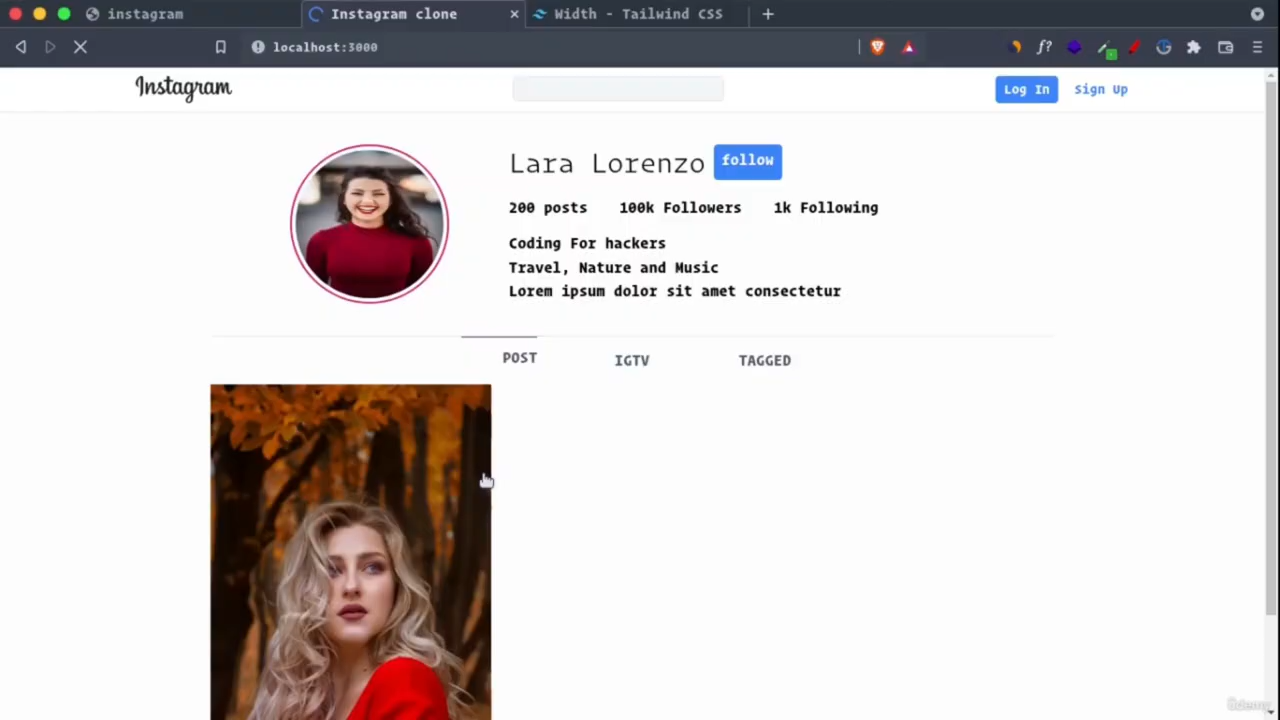 instagram
Instagram clone
Width - Tailwind CSS
localhost:3000
f?
Instagram
Log In
Sign Up
Lara Lorenzo
follow
200 posts
100k Followers
1k Following
Coding For hackers
Travel, Nature and Music
Lorem ipsum dolor sit amet consectetur
POST
IGTV
TAGGED
ûdemy